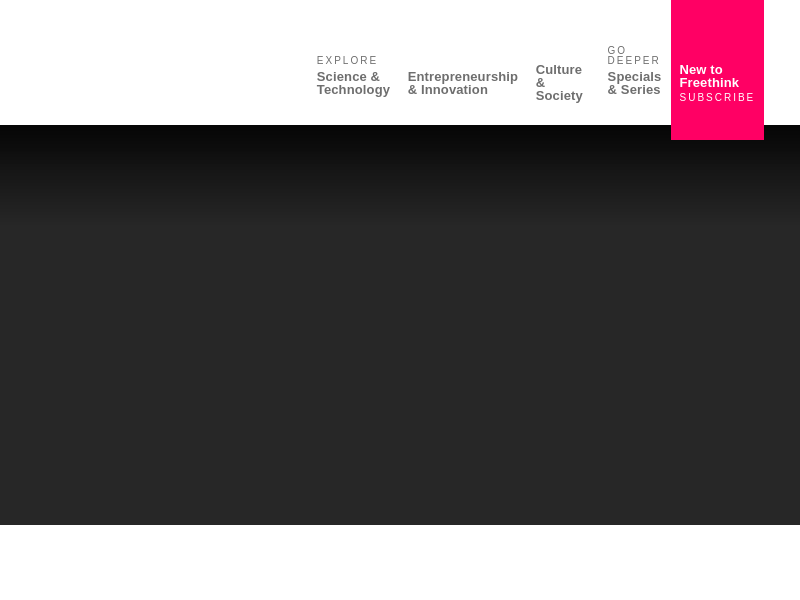 EXPLORE
Science &
Technology
Entrepreneurship
& Innovation
Culture
&
Society
GO
DEEPER
Specials
& Series
New to
Freethink
SUBSCRIBE